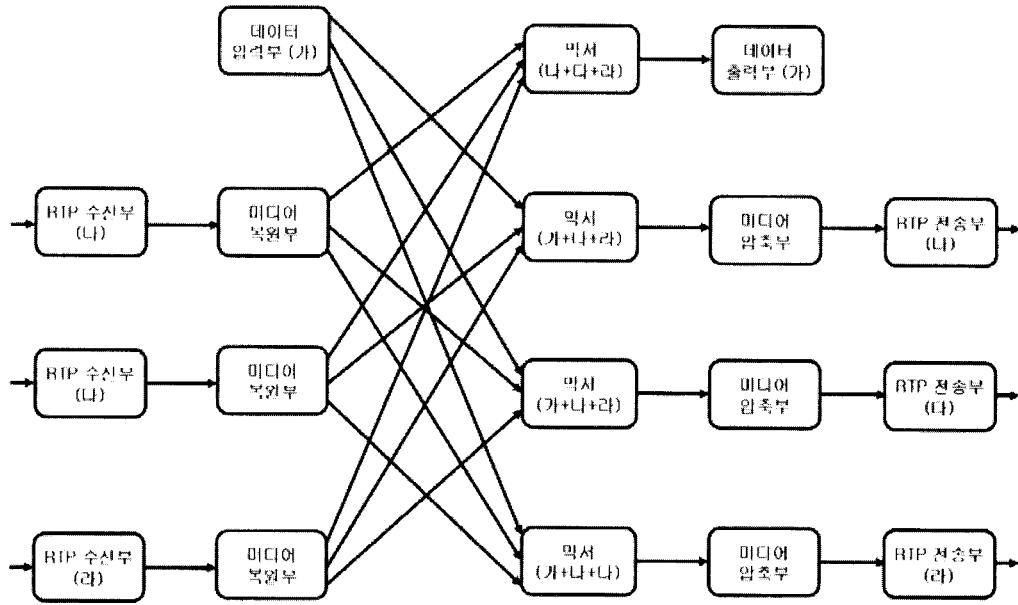 데이터
입력부 (가)
믹서
(나+다+라)
데이터
출력부 (가)
RTP 수신부
(나)
미디어
복원부
믹서
(가+나+라)
미디어
압축부
RTP 전송부
(나)
RTP 수신부
(나)
미디어
복원부
믹서
(가+나+라)
미디어
압축부
RTP 전송부
(다)
RTP 수신부
(라)
미디어
복원부
믹서
(가+나+나)
미디어
압축부
RTP 전송부
(라)